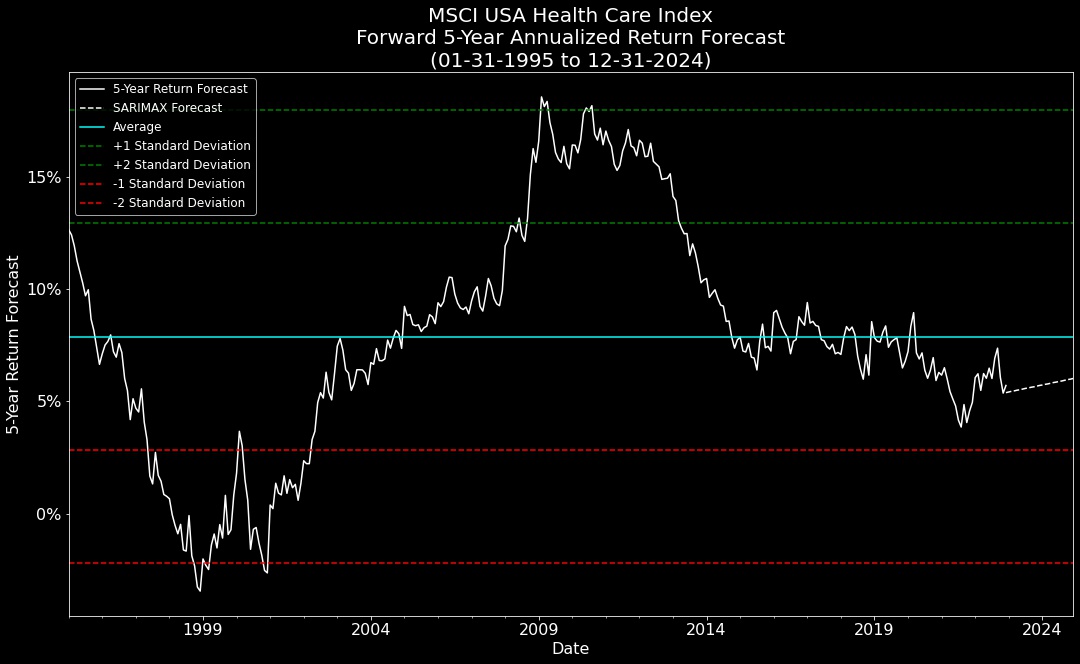 MSCI USA Health Care Index
Forward 5-Year Annualized Return Forecast
(01-31-1995 to 12-31-2024)
5-Year Return Forecast
SARIMAX Forecast
Average
+1 Standard Deviation
+2 Standard Deviation
-1 Standard Deviation
-2 Standard Deviation
15%
10%
5%
0%
5-Year Return Forecast
1999 2004 2009 2014 2019 2024
Date